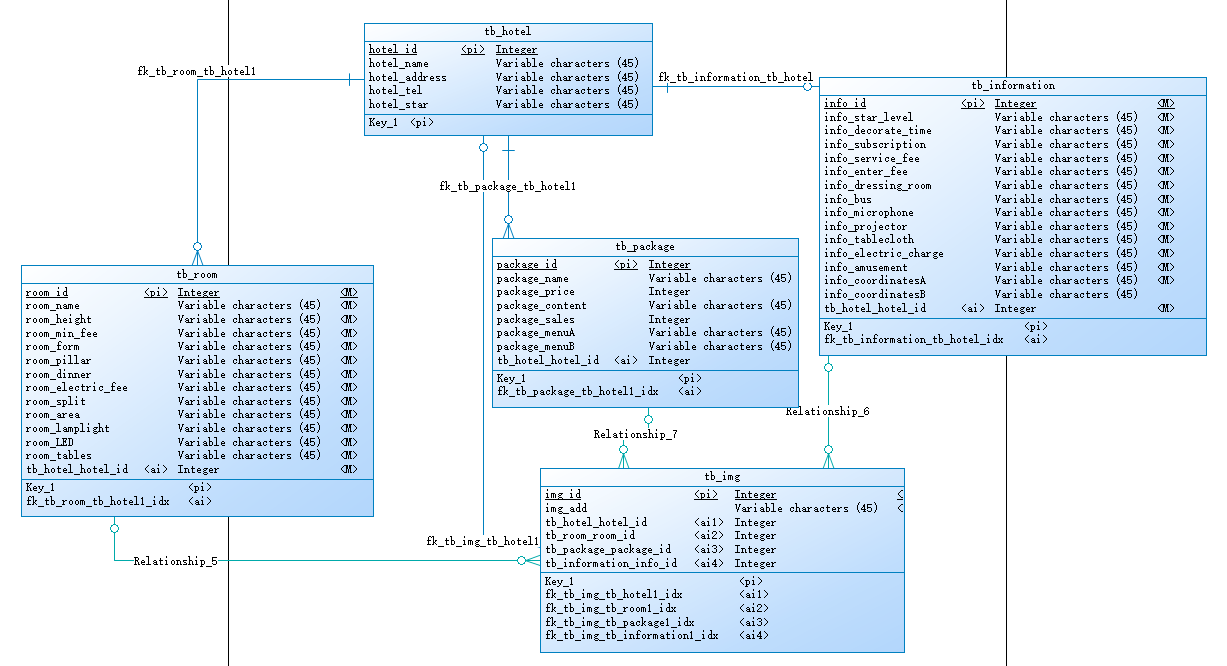 tb_hotel
hotel_id <pi> Integer
hotel_name Variable characters (45)
hotel_address Variable characters (45)
hotel_tel Variable characters (45)
hotel_star Variable characters (45)
Key_1 <pi>
fk_tb_room_tb_hotel1
fk_tb_information_tb_hotel
tb_information
info_id <pi> Integer <M>
info_star_level Variable characters (45) <M>
info_decorate_time Variable characters (45) <M>
info_subscription Variable characters (45) <M>
info_service_fee Variable characters (45) <M>
info_enter_fee Variable characters (45) <M>
info_dressing_room Variable characters (45) <M>
info_bus Variable characters (45) <M>
info_microphone Variable characters (45) <M>
info_projector Variable characters (45) <M>
info_tablecloth Variable characters (45) <M>
info_electric_charge Variable characters (45) <M>
info_amusement Variable characters (45) <M>
info_coordinatesA Variable characters (45) <M>
info_coordinatesB Variable characters (45)
tb_hotel_hotel_id <ai> Integer <M>
Key_1 <pi>
fk_tb_information_tb_hotel_idx <ai>
fk_tb_package_tb_hotel1
tb_package
package_id <pi> Integer
package_name Variable characters (45)
package_price Integer
package_content Variable characters (45)
package_sales Integer
package_menuA Variable characters (45)
package_menuB Variable characters (45)
tb_hotel_hotel_id <ai> Integer
Key_1 <pi>
fk_tb_package_tb_hotel1_idx <ai>
tb_room
room_id <pi> Integer <M>
room_name Variable characters (45) <M>
room_height Variable characters (45) <M>
room_min_fee Variable characters (45) <M>
room_form Variable characters (45) <M>
room_pillar Variable characters (45) <M>
room_dinner Variable characters (45) <M>
room_electric_fee Variable characters (45) <M>
room_split Variable characters (45) <M>
room_area Variable characters (45) <M>
room_lamplight Variable characters (45) <M>
room_LED Variable characters (45) <M>
room_tables Variable characters (45) <M>
tb_hotel_hotel_id <ai> Integer <M>
Key_1 <pi>
fk_tb_room_tb_hotel1_idx <ai>
Relationship_6
Relationship_7
fk_tb_img_tb_hotel1
Relationship_5
tb_img
img_id <pi> Integer <
img_add Variable characters (45) <
tb_hotel_hotel_id <ai1> Integer
tb_room_room_id <ai2> Integer
tb_package_package_id <ai3> Integer
tb_information_info_id <ai4> Integer
Key_1 <pi>
fk_tb_img_tb_hotel1_idx <ai1>
fk_tb_img_tb_room1_idx <ai2>
fk_tb_img_tb_package1_idx <ai3>
fk_tb_img_tb_information1_idx <ai4>